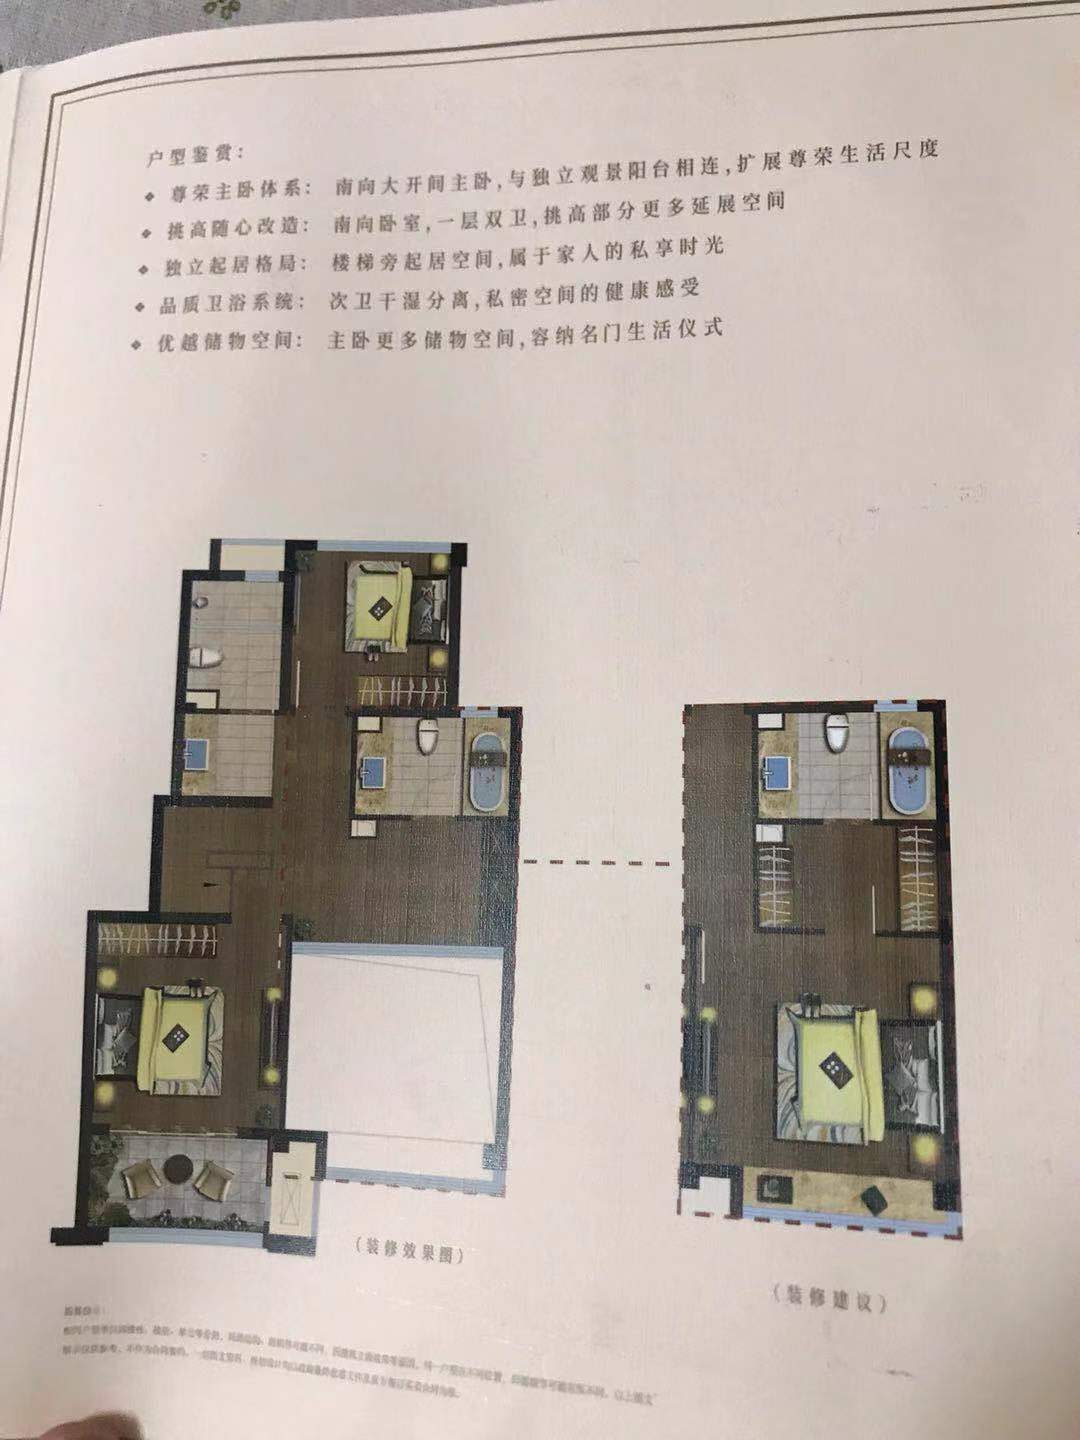 户型鉴赏：
◆ 尊荣主卧体系： 南向大开间主卧,与独立观景阳台相连,扩展尊荣生活尺度
◆ 挑高随心改造： 南向卧室,一层双卫,挑高部分更多延展空间
◆ 独立起居格局： 楼梯旁起居空间,属于家人的私享时光
◆ 品质卫浴系统： 次卫干湿分离,私密空间的健康感受
◆ 优越储物空间： 主卧更多储物空间,容纳名门生活仪式
（装修效果图）
（装修建议）